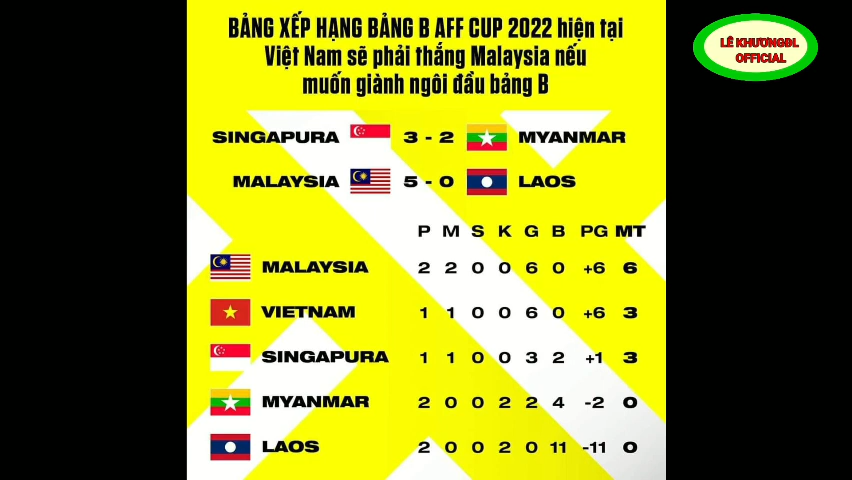 BẢNG XẾP HẠNG BẢNG B AFF CUP 2022 hiện tại
Việt Nam sẽ phải thắng Malaysia nếu
muốn giành ngôi đầu bảng B
LÊ KHƯƠNGĐL
OFFICIAL
SINGAPURA 3 - 2 MYANMAR
MALAYSIA 5 - 0 LAOS
P M S K G B PG MT
MALAYSIA 2 2 0 0 6 0 +6 6
VIETNAM 1 1 0 0 6 0 +6 3
SINGAPURA 1 1 0 0 3 2 +1 3
MYANMAR 2 0 0 2 2 4 -2 0
LAOS 2 0 0 2 0 11 -11 0